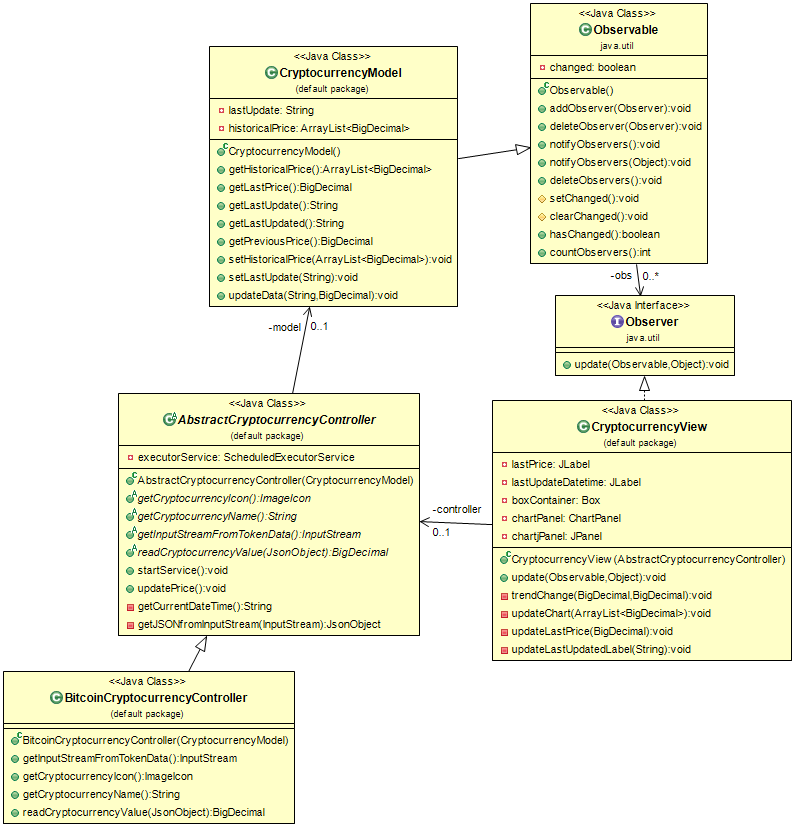 <<Java Class>>
Observable
java.util
changed: boolean
Observable()
addObserver(Observer):void
deleteObserver(Observer):void
notifyObservers():void
notifyObservers(Object):void
deleteObservers():void
setChanged():void
clearChanged():void
hasChanged():boolean
countObservers():int
<<Java Class>>
CryptocurrencyModel
(default package)
lastUpdate: String
historicalPrice: ArrayList<BigDecimal>
CryptocurrencyModel()
getHistoricalPrice():ArrayList<BigDecimal>
getLastPrice():BigDecimal
getLastUpdate():String
getLastUpdated():String
getPreviousPrice():BigDecimal
setHistoricalPrice(ArrayList<BigDecimal>):void
setLastUpdate(String):void
updateData(String,BigDecimal):void
-obs 0..*
<<Java Interface>>
Observer
java.util
update(Observable,Object):void
-model 0..1
<<Java Class>>
AbstractCryptocurrencyController
(default package)
executorService: ScheduledExecutorService
AbstractCryptocurrencyController(CryptocurrencyModel)
getCryptocurrencyIcon():ImageIcon
getCryptocurrencyName():String
getInputStreamFromTokenData():InputStream
readCryptocurrencyValue(JsonObject):BigDecimal
startService():void
updatePrice():void
getCurrentDateTime():String
getJSONfromInputStream(InputStream):JsonObject
-controller
0..1
<<Java Class>>
CryptocurrencyView
(default package)
lastPrice: JLabel
lastUpdateDatetime: JLabel
boxContainer: Box
chartPanel: ChartPanel
chartjPanel: JPanel
CryptocurrencyView(AbstractCryptocurrencyController)
update(Observable,Object):void
trendChange(BigDecimal,BigDecimal):void
updateChart(ArrayList<BigDecimal>):void
updateLastPrice(BigDecimal):void
updateLastUpdatedLabel(String):void
<<Java Class>>
BitcoinCryptocurrencyController
(default package)
BitcoinCryptocurrencyController(CryptocurrencyModel)
getInputStreamFromTokenData():InputStream
getCryptocurrencyIcon():ImageIcon
getCryptocurrencyName():String
readCryptocurrencyValue(JsonObject):BigDecimal